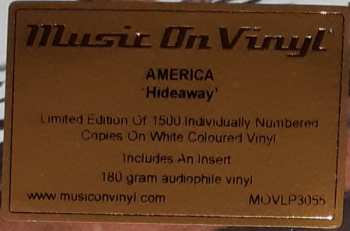 Music On Vinyl
AMERICA
'Hideaway'
Limited Edition Of 1500 Individually Numbered
Copies On White Coloured Vinyl
Includes An Insert
180 gram audiophile vinyl
www.musiconvinyl.com MOVLP3055